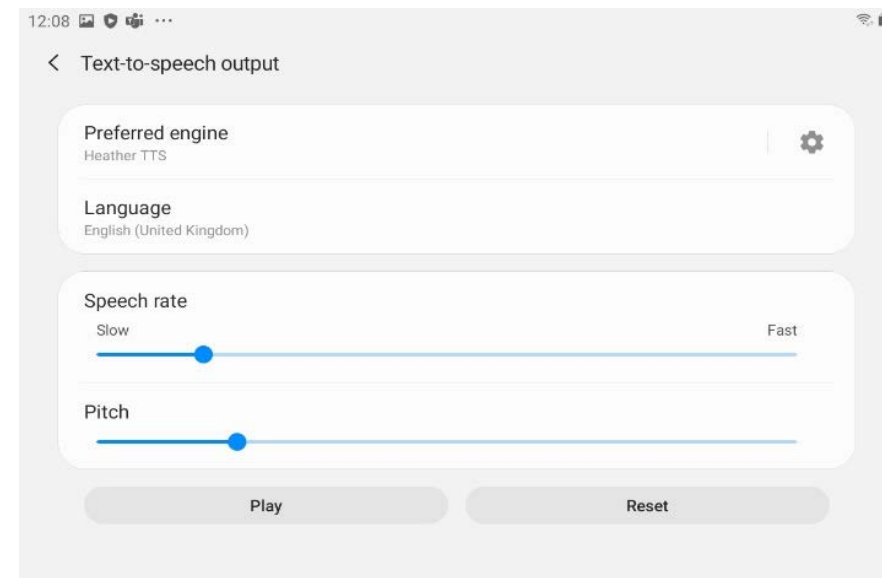 12:08
Text-to-speech output
Preferred engine
Heather TTS
Language
English (United Kingdom)
Speech rate
Slow Fast
Pitch
Play Reset